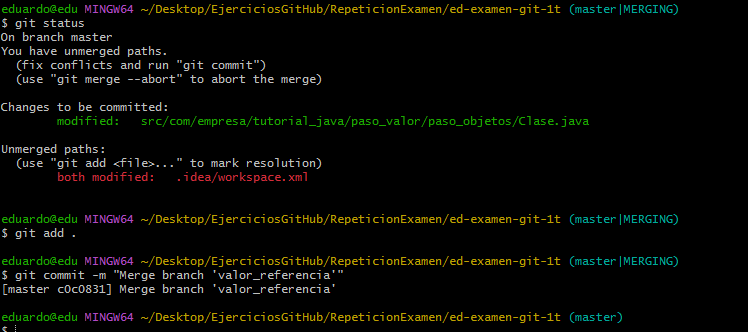 eduardo@edu MINGW64 ~/Desktop/EjerciciosGitHub/RepeticionExamen/ed-examen-git-1t (master|MERGING)
$ git status
On branch master
You have unmerged paths.
  (fix conflicts and run "git commit")
  (use "git merge --abort" to abort the merge)

Changes to be committed:
        modified:   src/com/empresa/tutorial_java/paso_valor/paso_objetos/Clase.java

Unmerged paths:
  (use "git add <file>..." to mark resolution)
        both modified:   .idea/workspace.xml

eduardo@edu MINGW64 ~/Desktop/EjerciciosGitHub/RepeticionExamen/ed-examen-git-1t (master|MERGING)
$ git add .

eduardo@edu MINGW64 ~/Desktop/EjerciciosGitHub/RepeticionExamen/ed-examen-git-1t (master|MERGING)
$ git commit -m "Merge branch 'valor_referencia'"
[master c0c0831] Merge branch 'valor_referencia'

eduardo@edu MINGW64 ~/Desktop/EjerciciosGitHub/RepeticionExamen/ed-examen-git-1t (master)
$